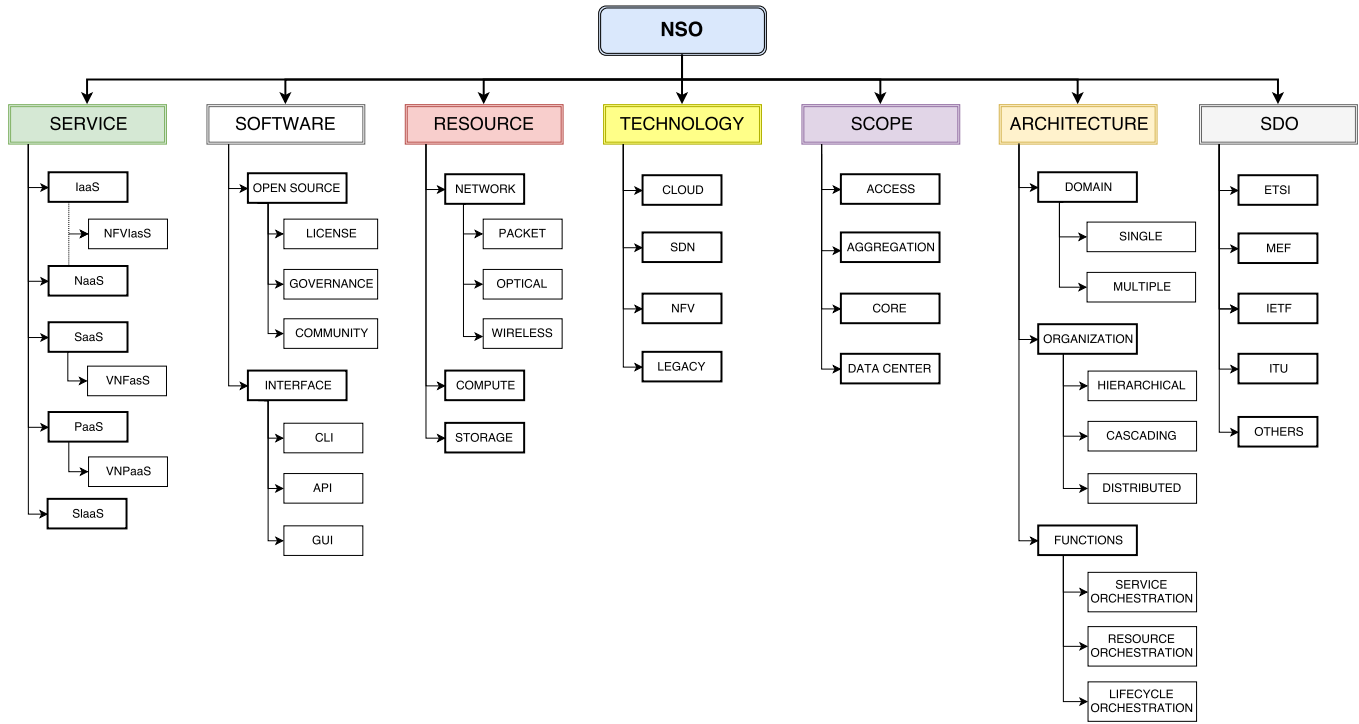 NSO
SERVICE
IaaS
NFVIasS
NaaS
SaaS
VNFasS
PaaS
VNPaaS
SlaaS
SOFTWARE
OPEN SOURCE
LICENSE
GOVERNANCE
COMMUNITY
INTERFACE
CLI
API
GUI
RESOURCE
NETWORK
PACKET
OPTICAL
WIRELESS
COMPUTE
STORAGE
TECHNOLOGY
CLOUD
SDN
NFV
LEGACY
SCOPE
ACCESS
AGGREGATION
CORE
DATA CENTER
ARCHITECTURE
DOMAIN
SINGLE
MULTIPLE
ORGANIZATION
HIERARCHICAL
CASCADING
DISTRIBUTED
FUNCTIONS
SERVICE
ORCHESTRATION
RESOURCE
ORCHESTRATION
LIFECYCLE
ORCHESTRATION
SDO
ETSI
MEF
IETF
ITU
OTHERS